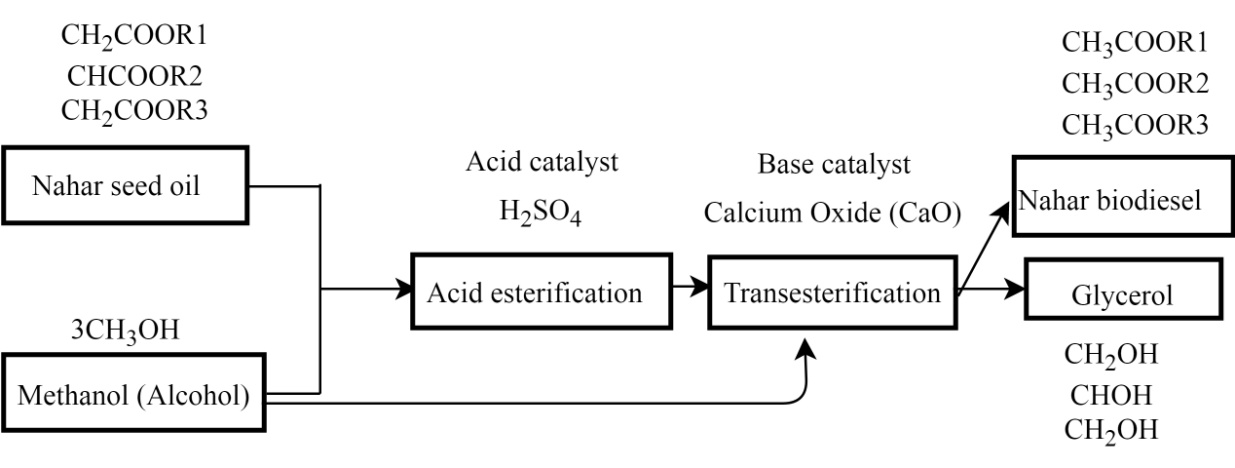 CH₂COOR1
CHCOOR2
CH₂COOR3
Nahar seed oil
3CH₃OH
Methanol (Alcohol)
Acid catalyst
H₂SO₄
Acid esterification
Base catalyst
Calcium Oxide (CaO)
Transesterification
CH₃COOR1
CH₃COOR2
CH₃COOR3
Nahar biodiesel
Glycerol
CH₂OH
CHOH
CH₂OH